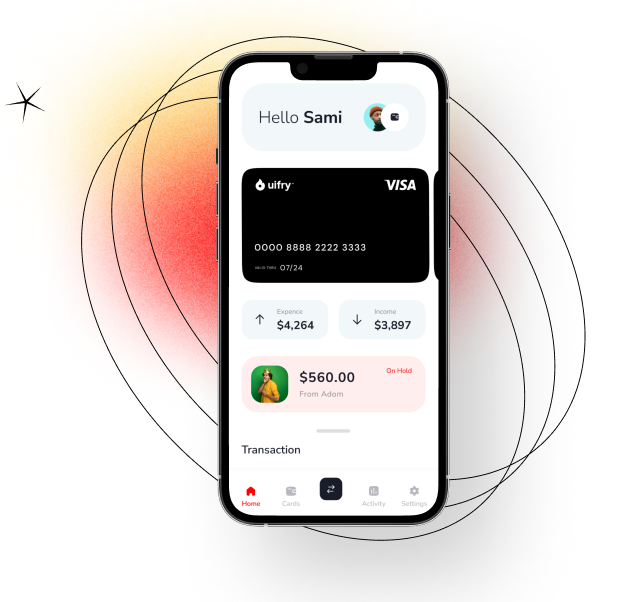 Hello Sami
uifry™
VISA
0000 8888 2222 3333
VALID THRU 07/24
Expence
$4,264
Income
$3,897
$560.00
On Hold
From Adom
Transaction
Home
Cards
Activity
Settings